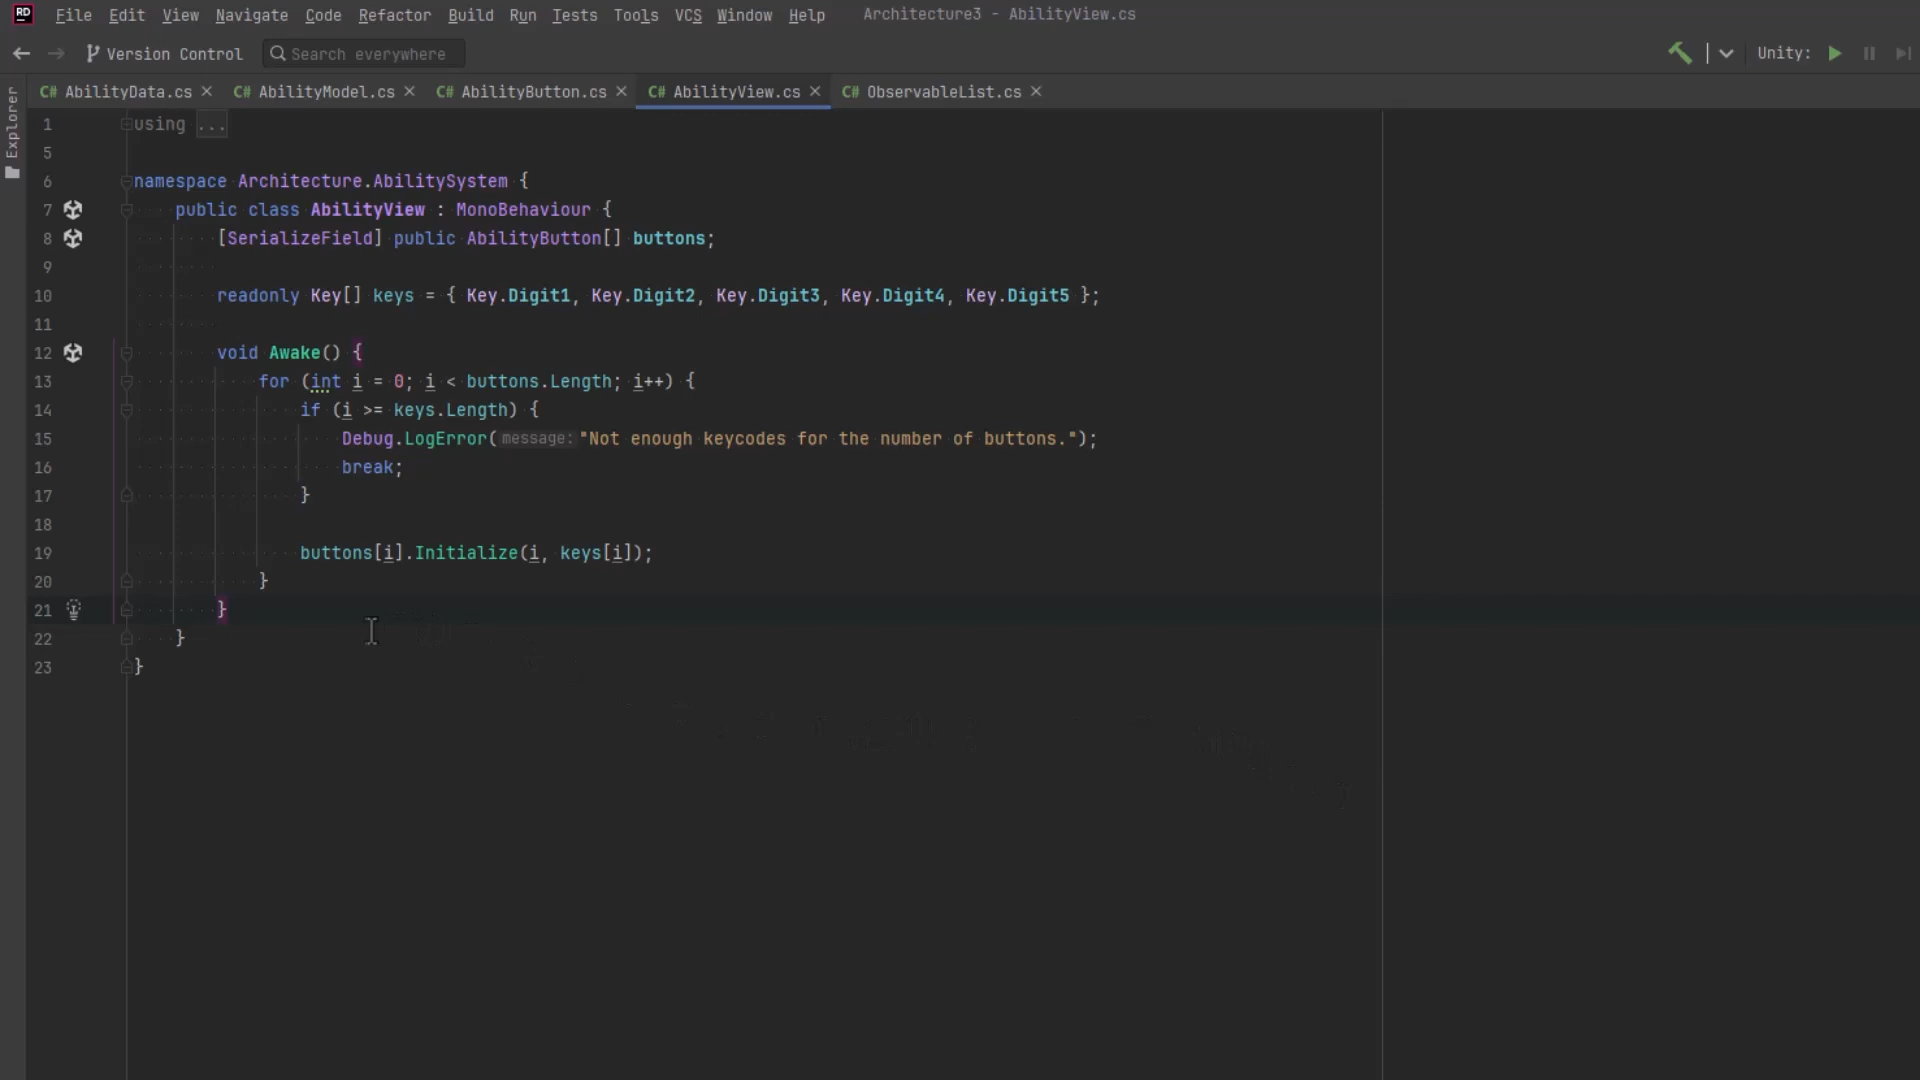 RD File Edit View Navigate Code Refactor Build Run Tests Tools VCS Window Help Architecture3 - AbilityView.cs
Version Control Search everywhere Unity:
Explorer
C# AbilityData.cs C# AbilityModel.cs C# AbilityButton.cs C# AbilityView.cs C# ObservableList.cs
1 using ...
5
6 namespace Architecture.AbilitySystem {
7 public class AbilityView : MonoBehaviour {
8 [SerializeField] public AbilityButton[] buttons;
9
10 readonly Key[] keys = { Key.Digit1, Key.Digit2, Key.Digit3, Key.Digit4, Key.Digit5 };
11
12 void Awake() {
13 for (int i = 0; i < buttons.Length; i++) {
14 if (i >= keys.Length) {
15 Debug.LogError(message:"Not enough keycodes for the number of buttons.");
16 break;
17 }
18
19 buttons[i].Initialize(i, keys[i]);
20 }
21 }
22 }
23 }